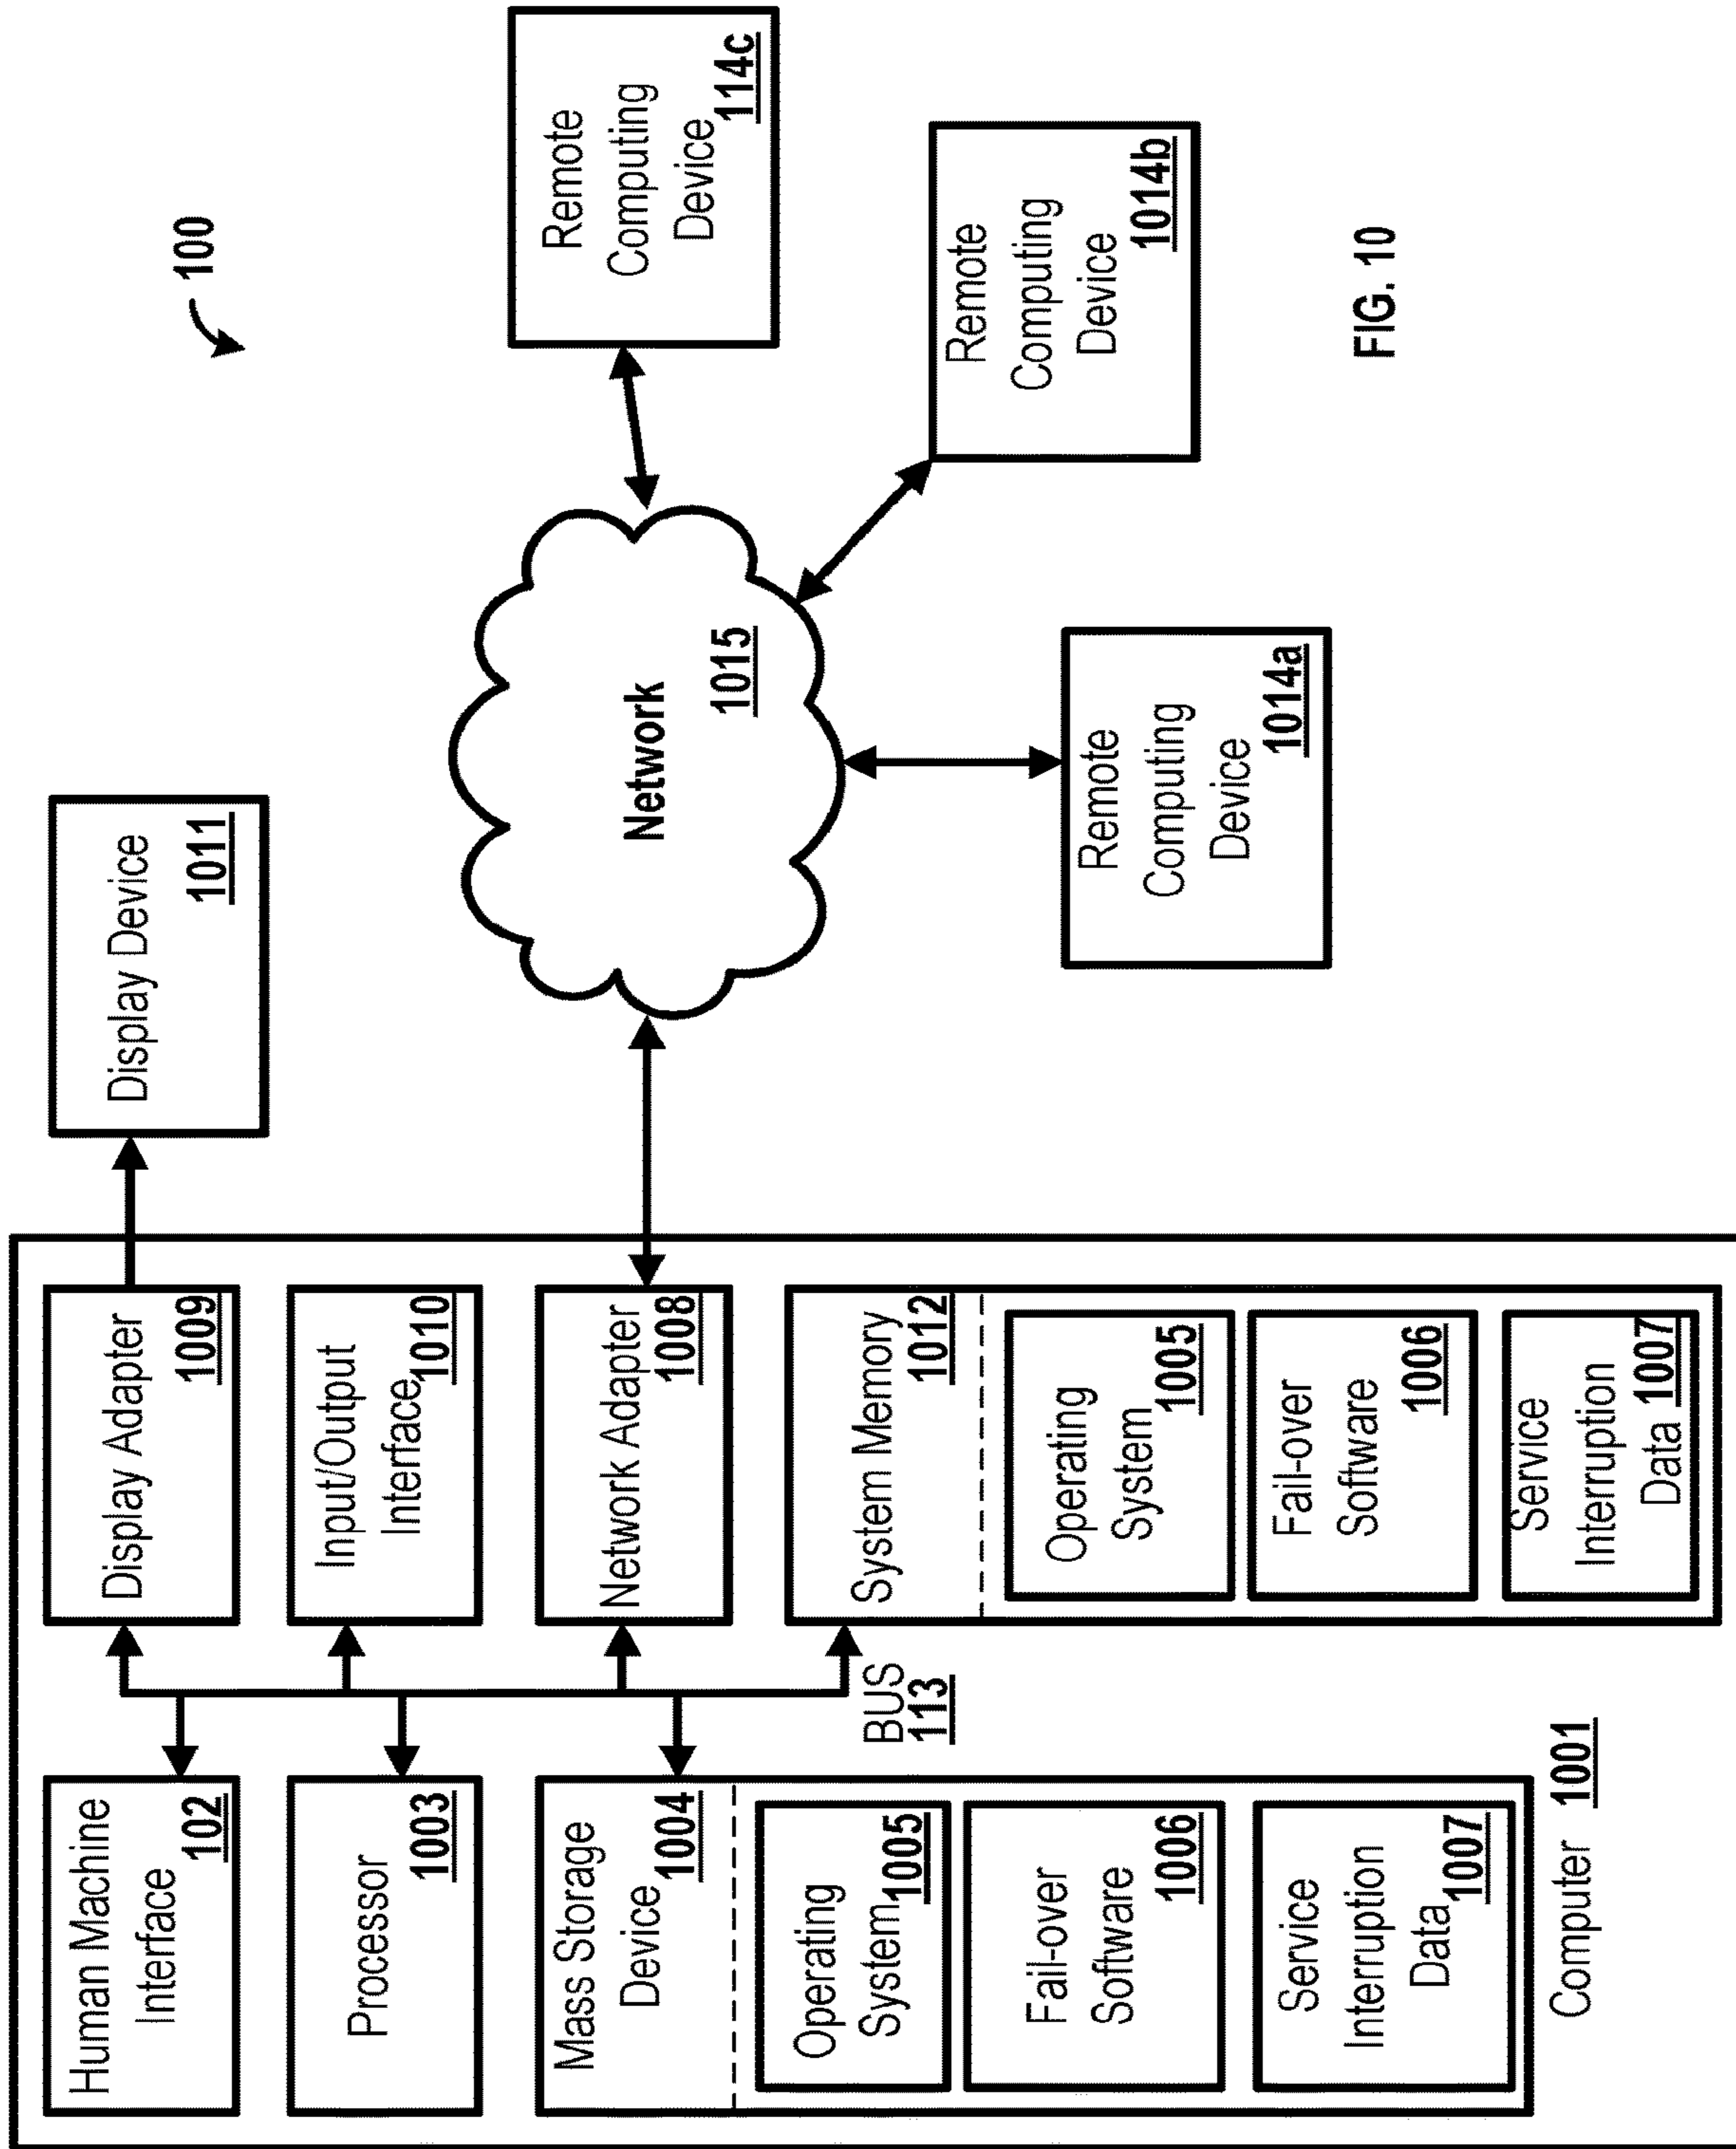 100
Human Machine
Interface
102
Processor
1003
Mass Storage
Device
1004
Operating
System
1005
Fail-over
Software
1006
Service
Interruption
Data
1007
Computer
1001
BUS
113
Display Adapter
1009
Input/Output
Interface
1010
Network Adapter
1008
System Memory
1012
Operating
System
1005
Fail-over
Software
1006
Service
Interruption
Data
1007
Display Device
1011
Network
1015
Remote
Computing
Device
1014a
Remote
Computing
Device
1014b
Remote
Computing
Device
114c
FIG. 10